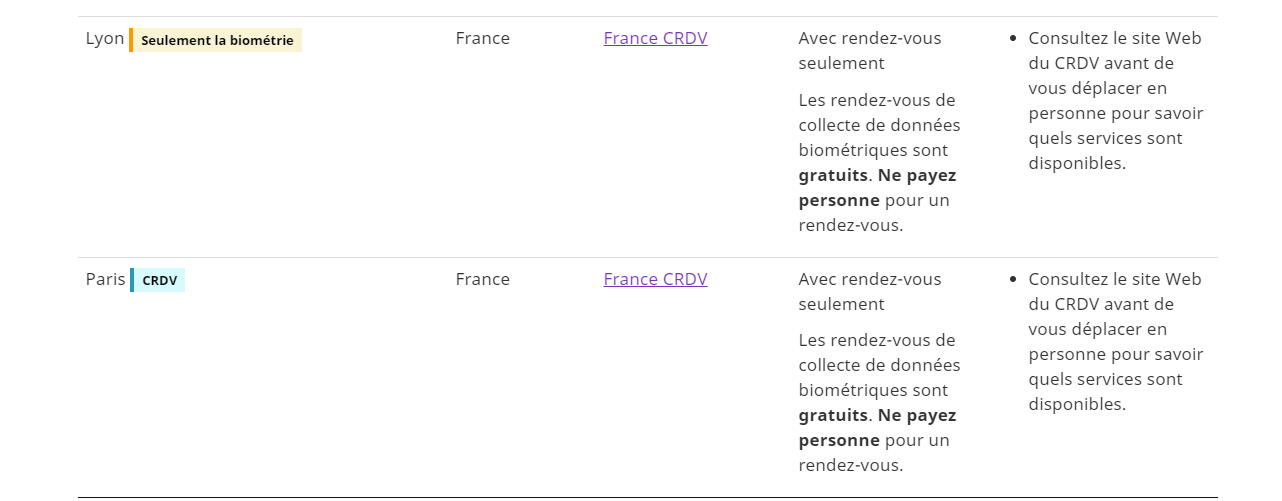 Lyon Seulement la biométrie
France
France CRDV
Avec rendez-vous
seulement
Les rendez-vous de
collecte de données
biométriques sont
gratuits. Ne payez
personne pour un
rendez-vous.
• Consultez le site Web
du CRDV avant de
vous déplacer en
personne pour savoir
quels services sont
disponibles.
Paris CRDV
France
France CRDV
Avec rendez-vous
seulement
Les rendez-vous de
collecte de données
biométriques sont
gratuits. Ne payez
personne pour un
rendez-vous.
• Consultez le site Web
du CRDV avant de
vous déplacer en
personne pour savoir
quels services sont
disponibles.